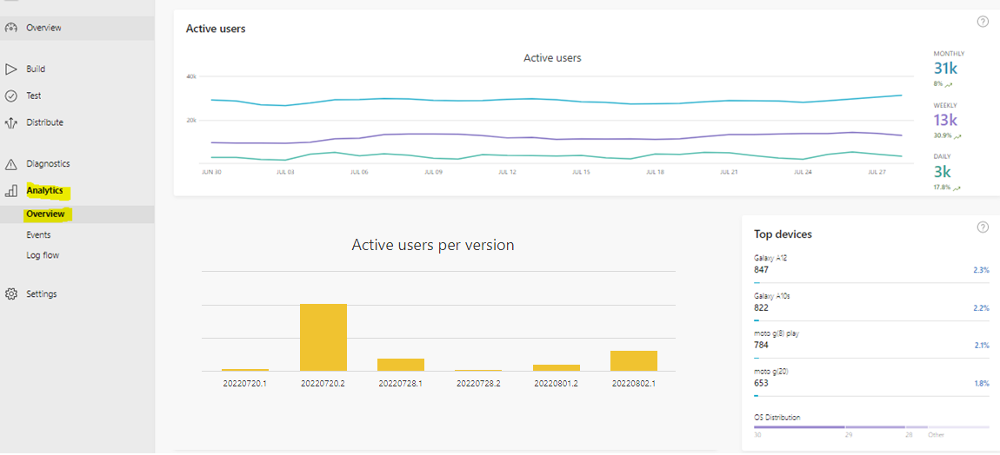 Overview
Build
Test
Distribute
Diagnostics
Analytics
Overview
Events
Log flow
Settings
Active users
?
Active users
40k
20k
JUN 30 JUL 03 JUL 06 JUL 09 JUL 12 JUL 15 JUL 18 JUL 21 JUL 24 JUL 27
MONTHLY
31k
8%
WEEKLY
13k
30.9%
DAILY
3k
17.8%
Active users per version
20220720.1 20220720.2 20220728.1 20220728.2 20220801.2 20220802.1
Top devices
?
Galaxy A12
847 2.3%
Galaxy A10s
822 2.2%
moto g(8) play
784 2.1%
moto g(20)
653 1.8%
OS Distribution
30 29 28 Other